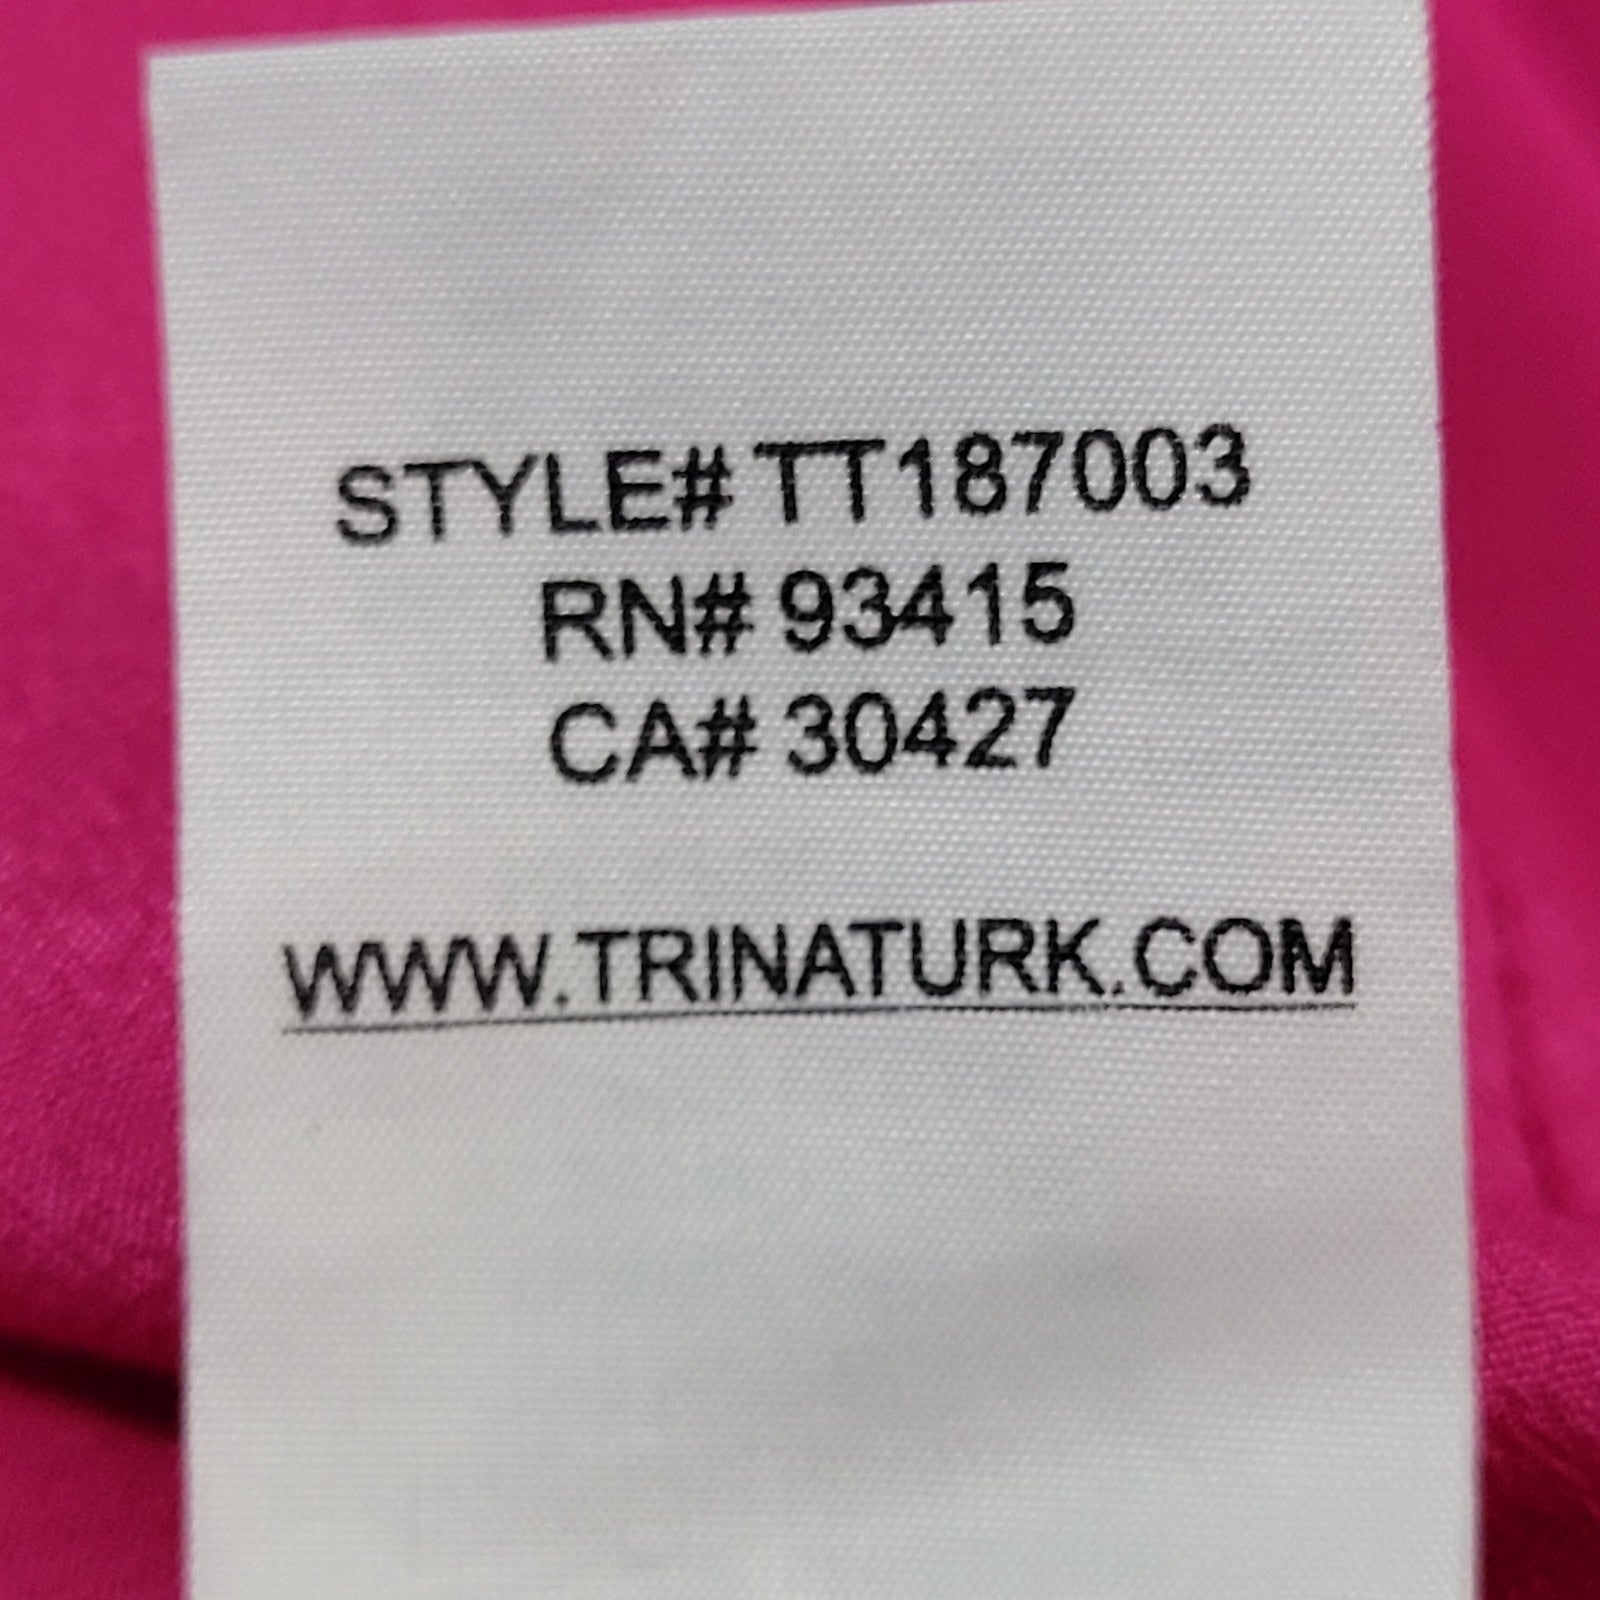 STYLE# TT187003
RN# 93415
CA# 30427
WWW.TRINATURK.COM